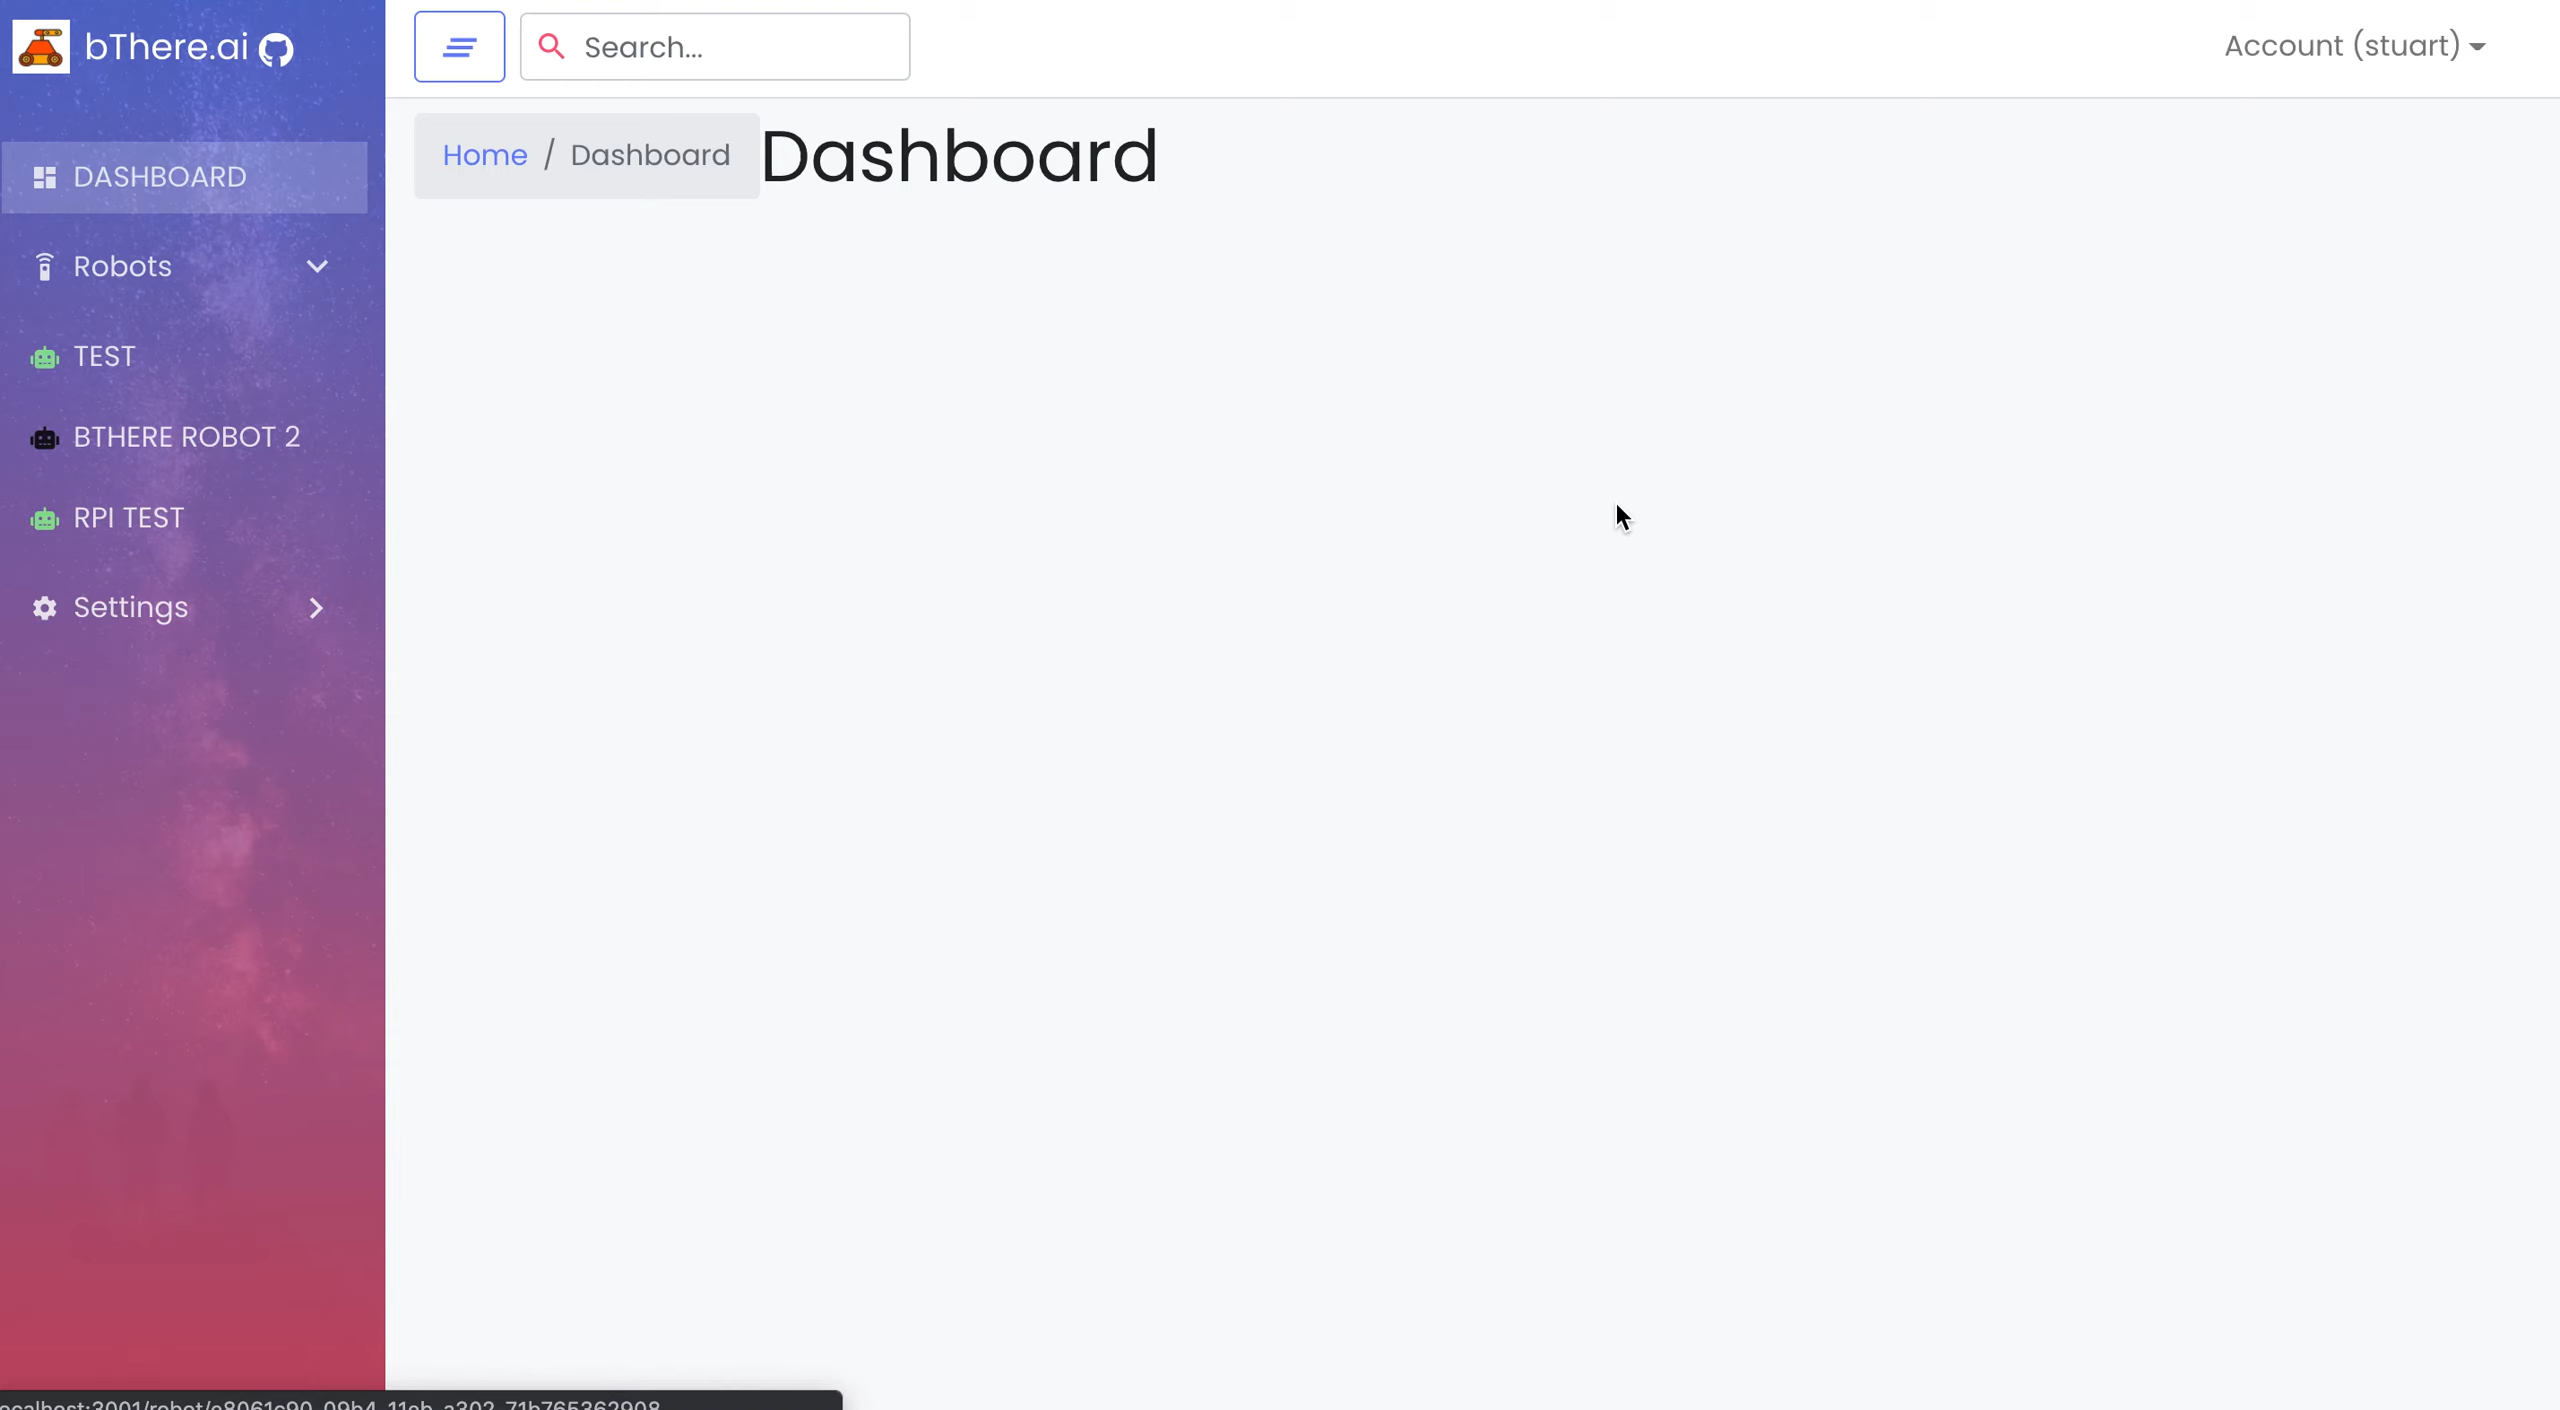 bThere.ai
Search...
Account (stuart)
Home / Dashboard
Dashboard
DASHBOARD
Robots
TEST
BTHERE ROBOT 2
RPI TEST
Settings